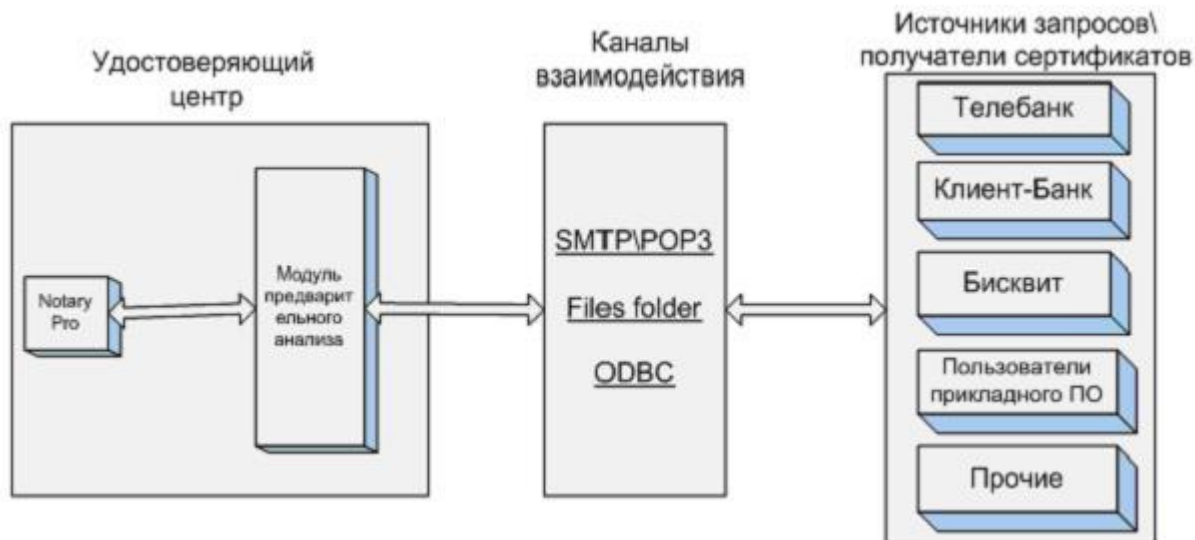 Удостоверяющий
центр
Notary
Pro
Модуль
предварит
ельного
анализа
Каналы
взаимодействия
SMTP\POP3
Files folder
ODBC
Источники запросов\
получатели сертификатов
Телебанк
Клиент-Банк
Бисквит
Пользователи
прикладного ПО
Прочие